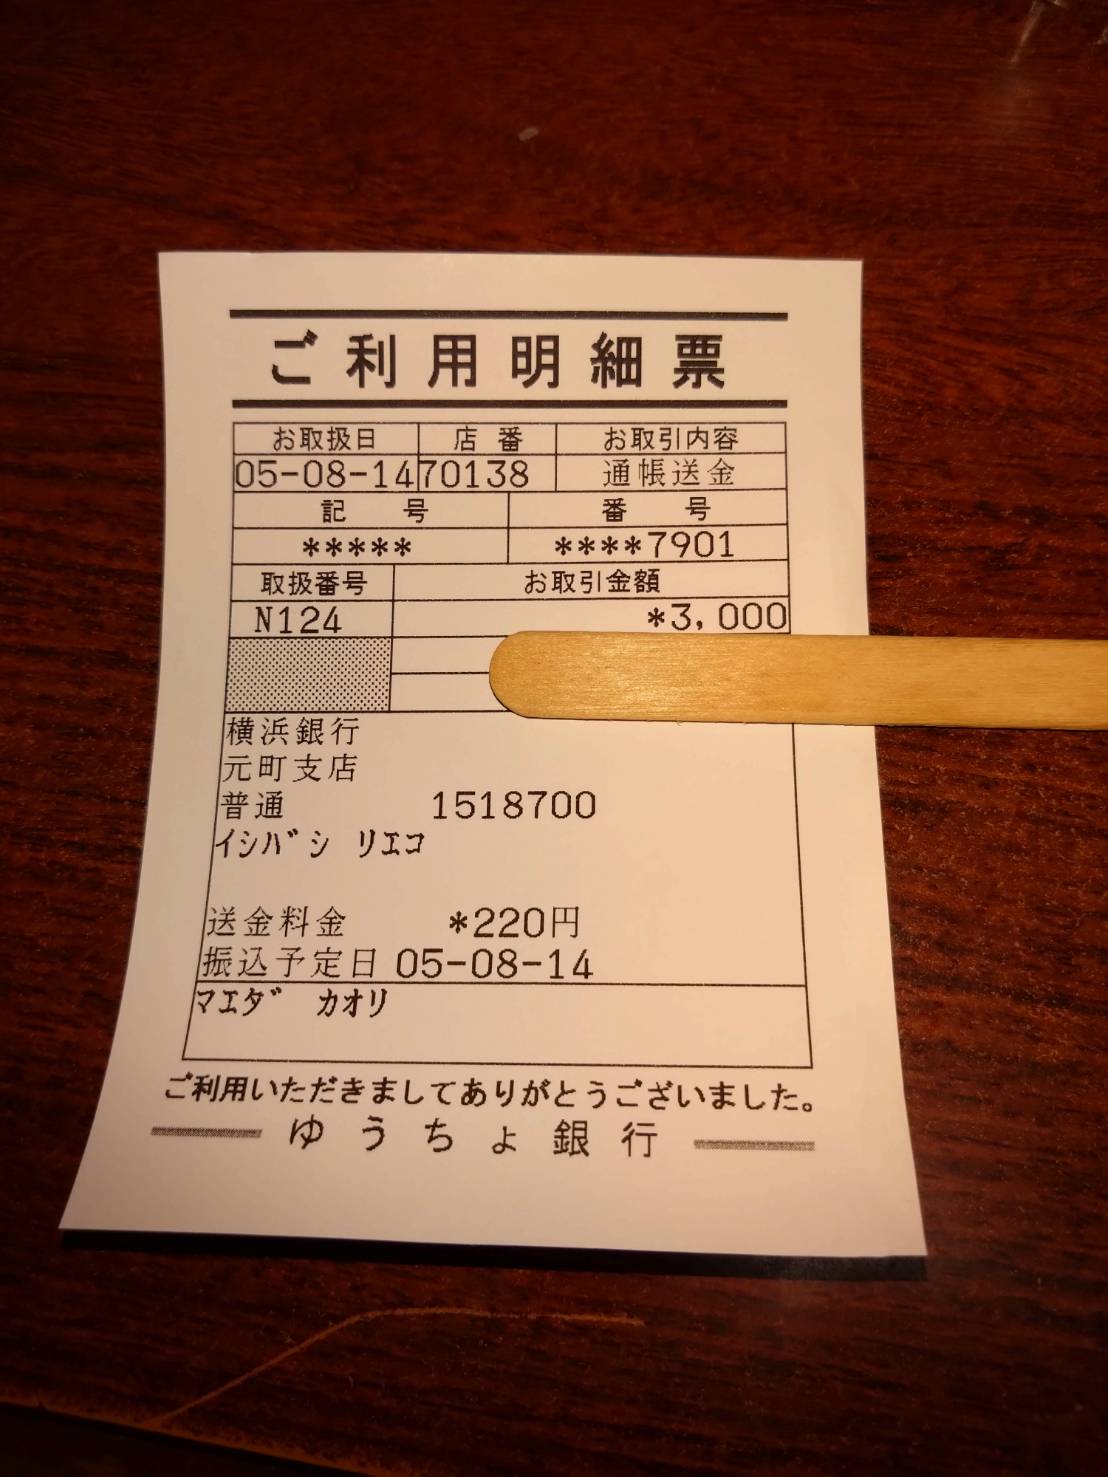 ご利用明細票
お取扱日 店番 お取引内容
05-08-14 70138 通帳送金
記号 番号
***** ****7901
取扱番号 お取引金額
N124 *3,000
横浜銀行
元町支店
普通 1518700
イシバシ リエコ
送金料金 *220円
振込予定日 05-08-14
マエダ カオリ
ご利用いただきましてありがとうございました。
ゆうちょ銀行